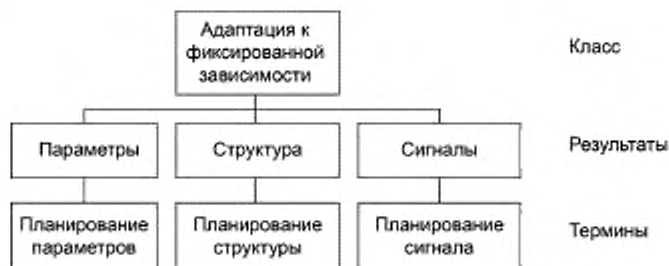 Адаптация к
фиксированной
зависимости
Класс
Параметры
Структура
Сигналы
Результаты
Планирование
параметров
Планирование
структуры
Планирование
сигнала
Термины